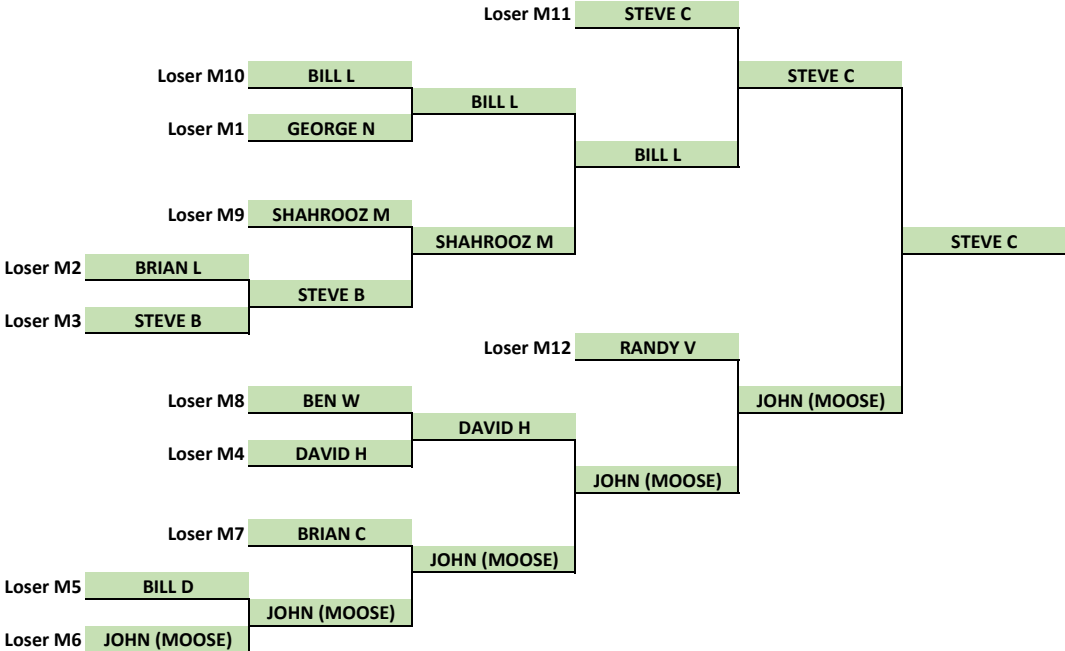 Loser M11 STEVE C
Loser M10 BILL L STEVE C
BILL L
Loser M1 GEORGE N
BILL L
Loser M9 SHAHROOZ M
SHAHROOZ M STEVE C
Loser M2 BRIAN L
STEVE B
Loser M3 STEVE B
Loser M12 RANDY V
Loser M8 BEN W JOHN (MOOSE)
DAVID H
Loser M4 DAVID H
JOHN (MOOSE)
Loser M7 BRIAN C
JOHN (MOOSE)
Loser M5 BILL D
JOHN (MOOSE)
Loser M6 JOHN (MOOSE)